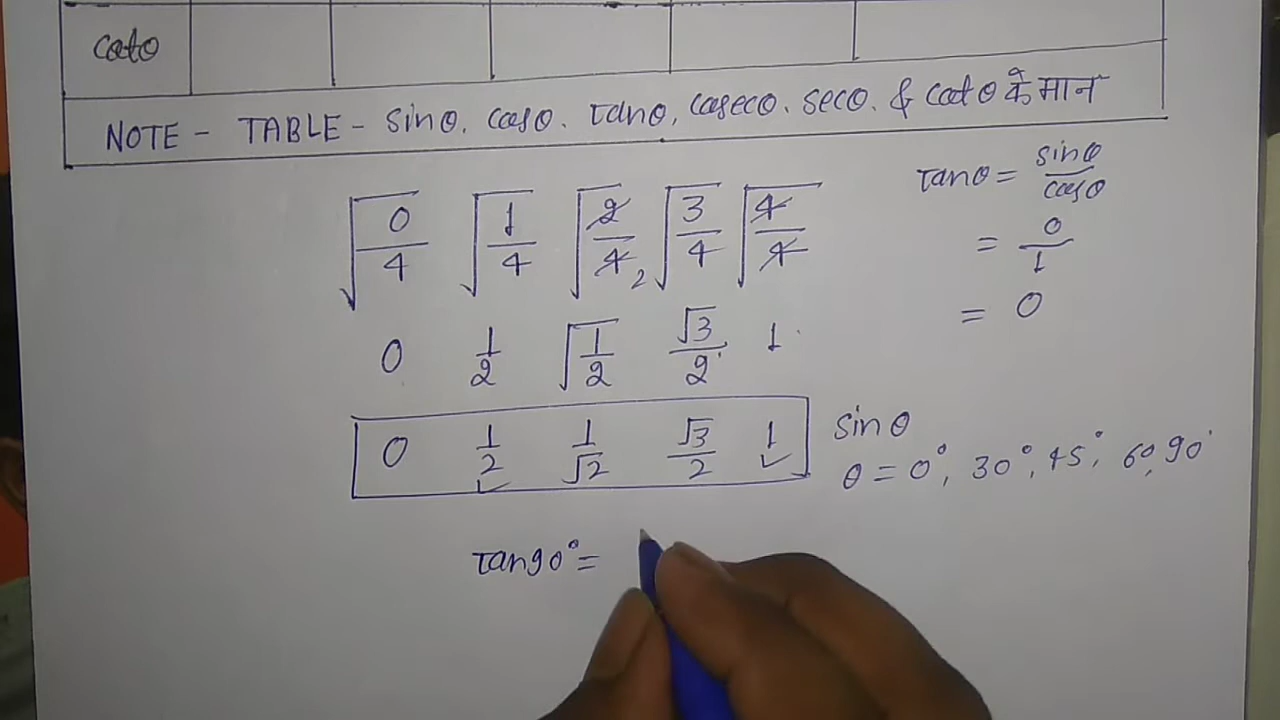 cotθ
NOTE - TABLE - sinθ, cosθ. tanθ, cosecθ. secθ. & cotθ के मान
tanθ = sinθ/cosθ
= 0/1
= 0
√0/4 √1/4 √2/4 2 √3/4 √4/4
0 1/2 √1/2 √3/2 1
0 1/2 1/√2 √3/2 1
sinθ
θ = 0°, 30°, 45°, 60, 90°
tan90° =